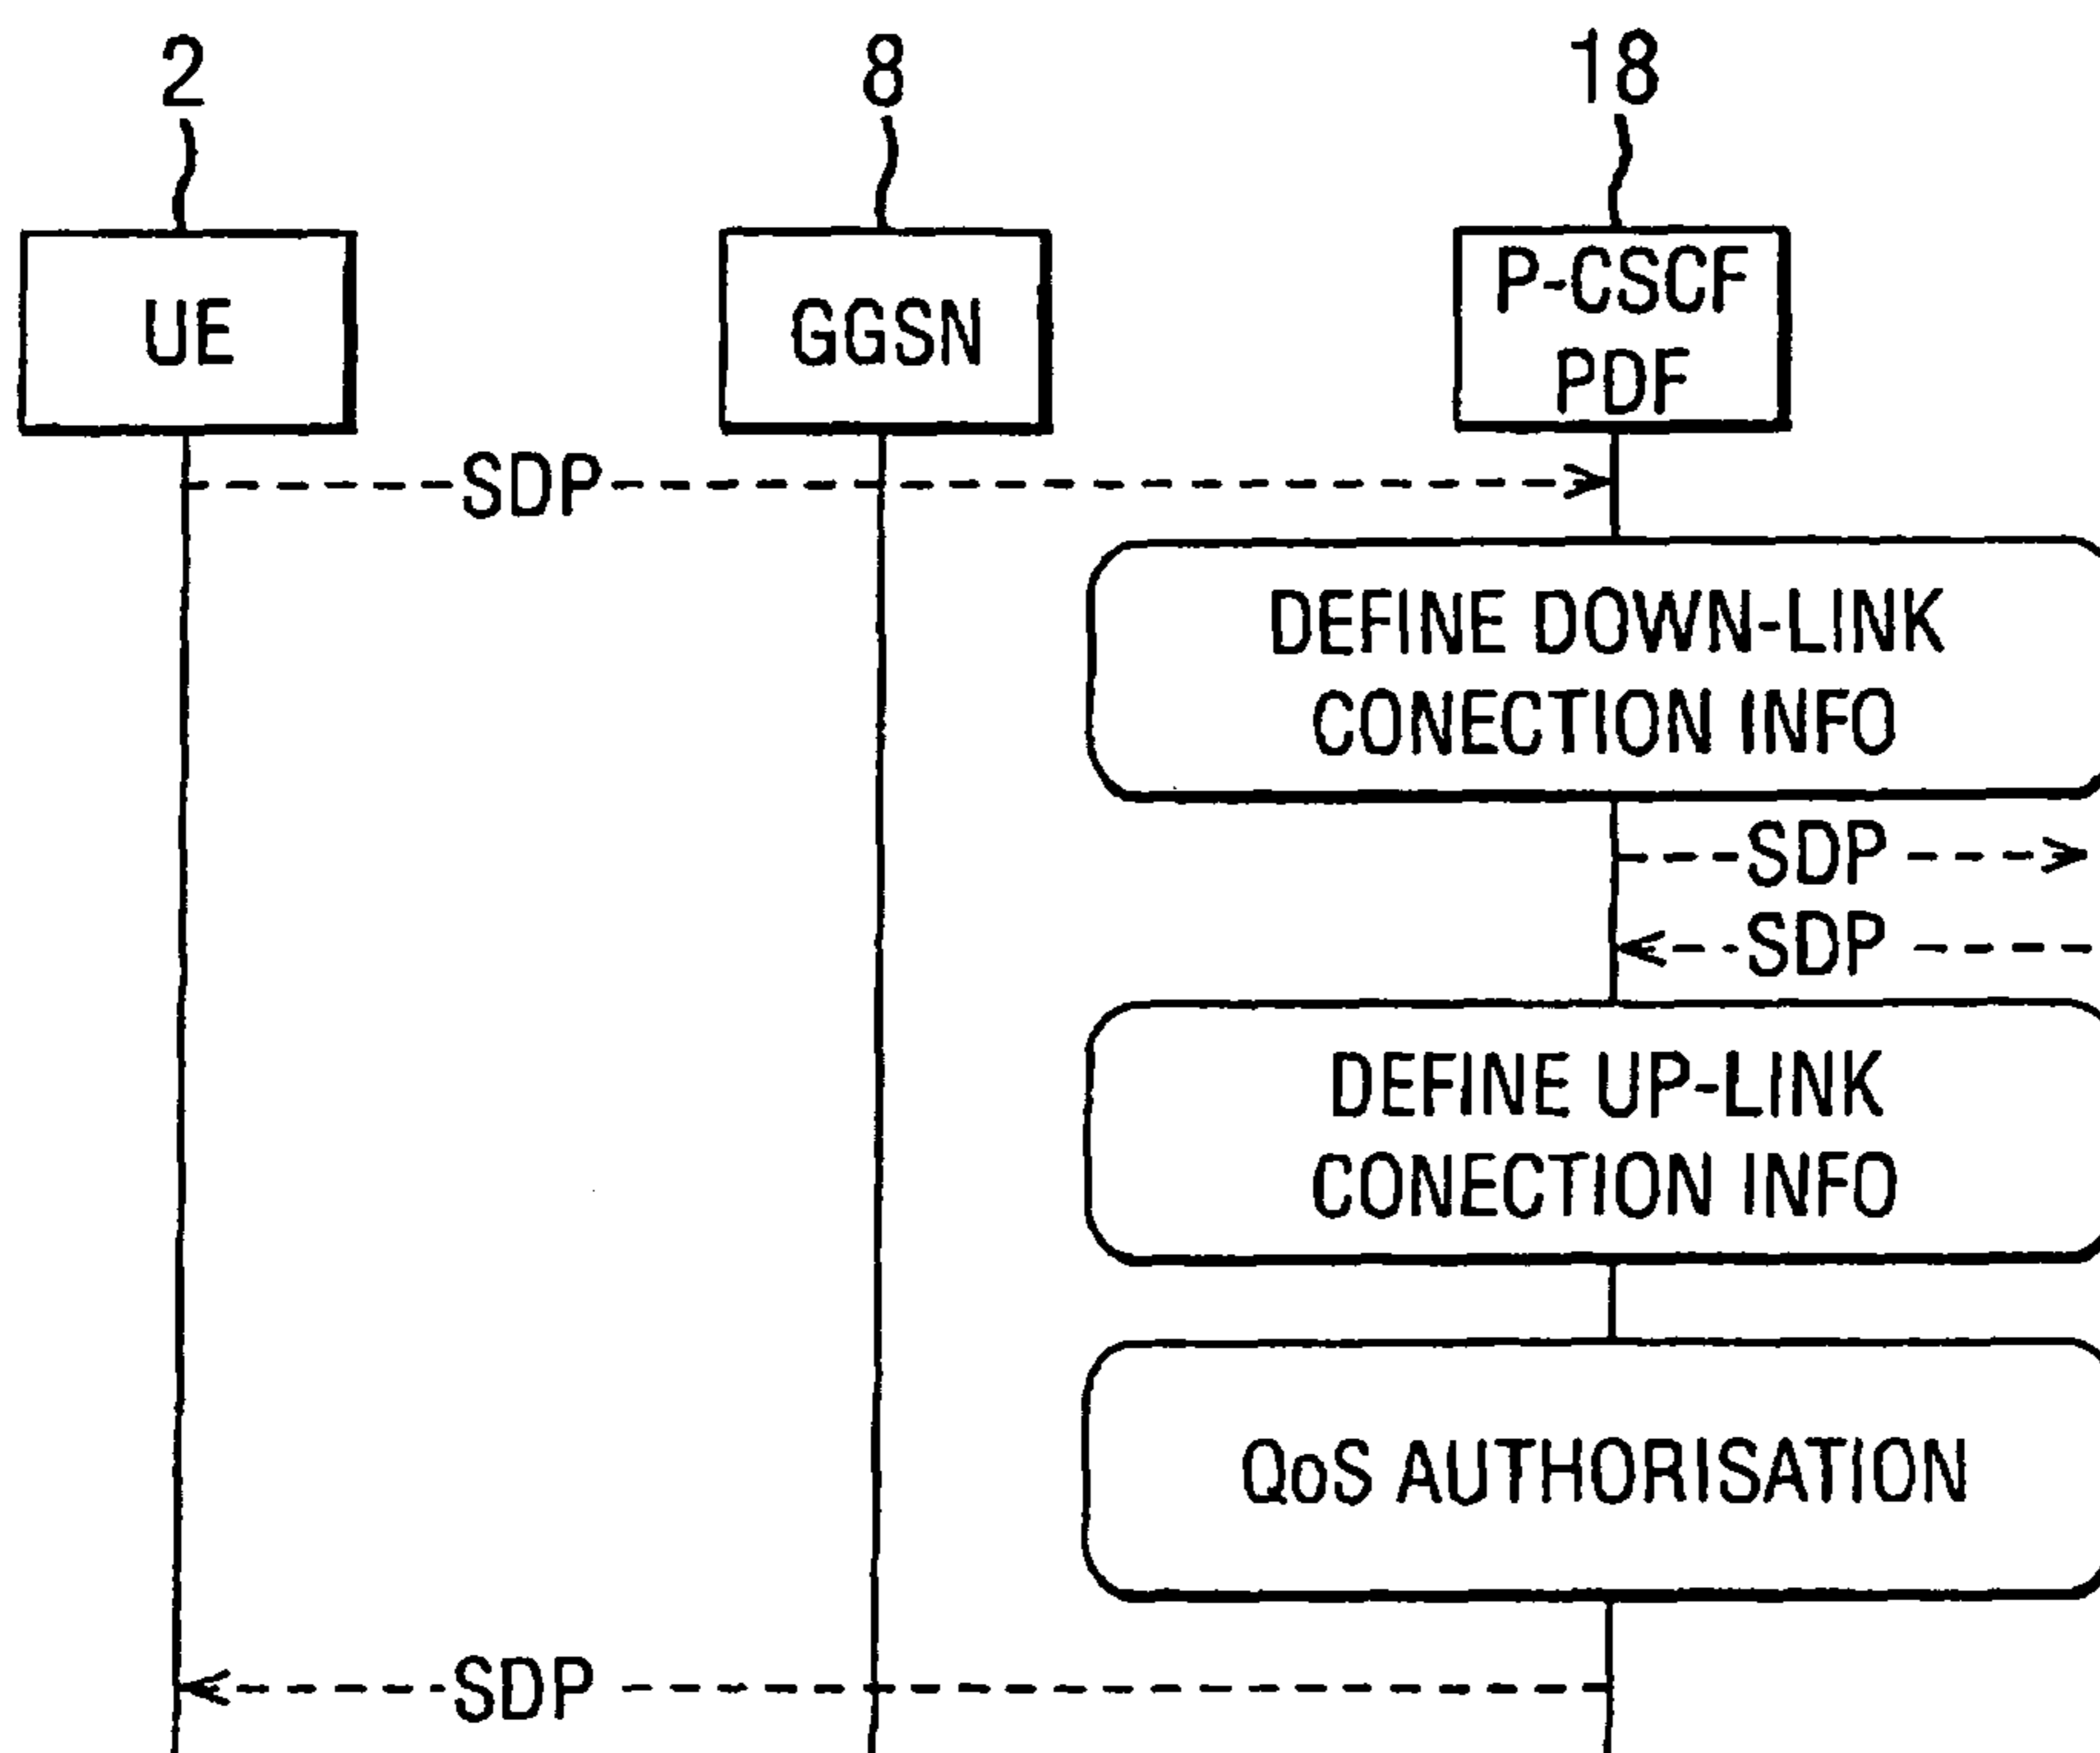 2
8
18
UE
GGSN
P-CSCF
PDF
SDP
DEFINE DOWN-LINK
CONECTION INFO
SDP
SDP
DEFINE UP-LINK
CONECTION INFO
QoS AUTHORISATION
SDP